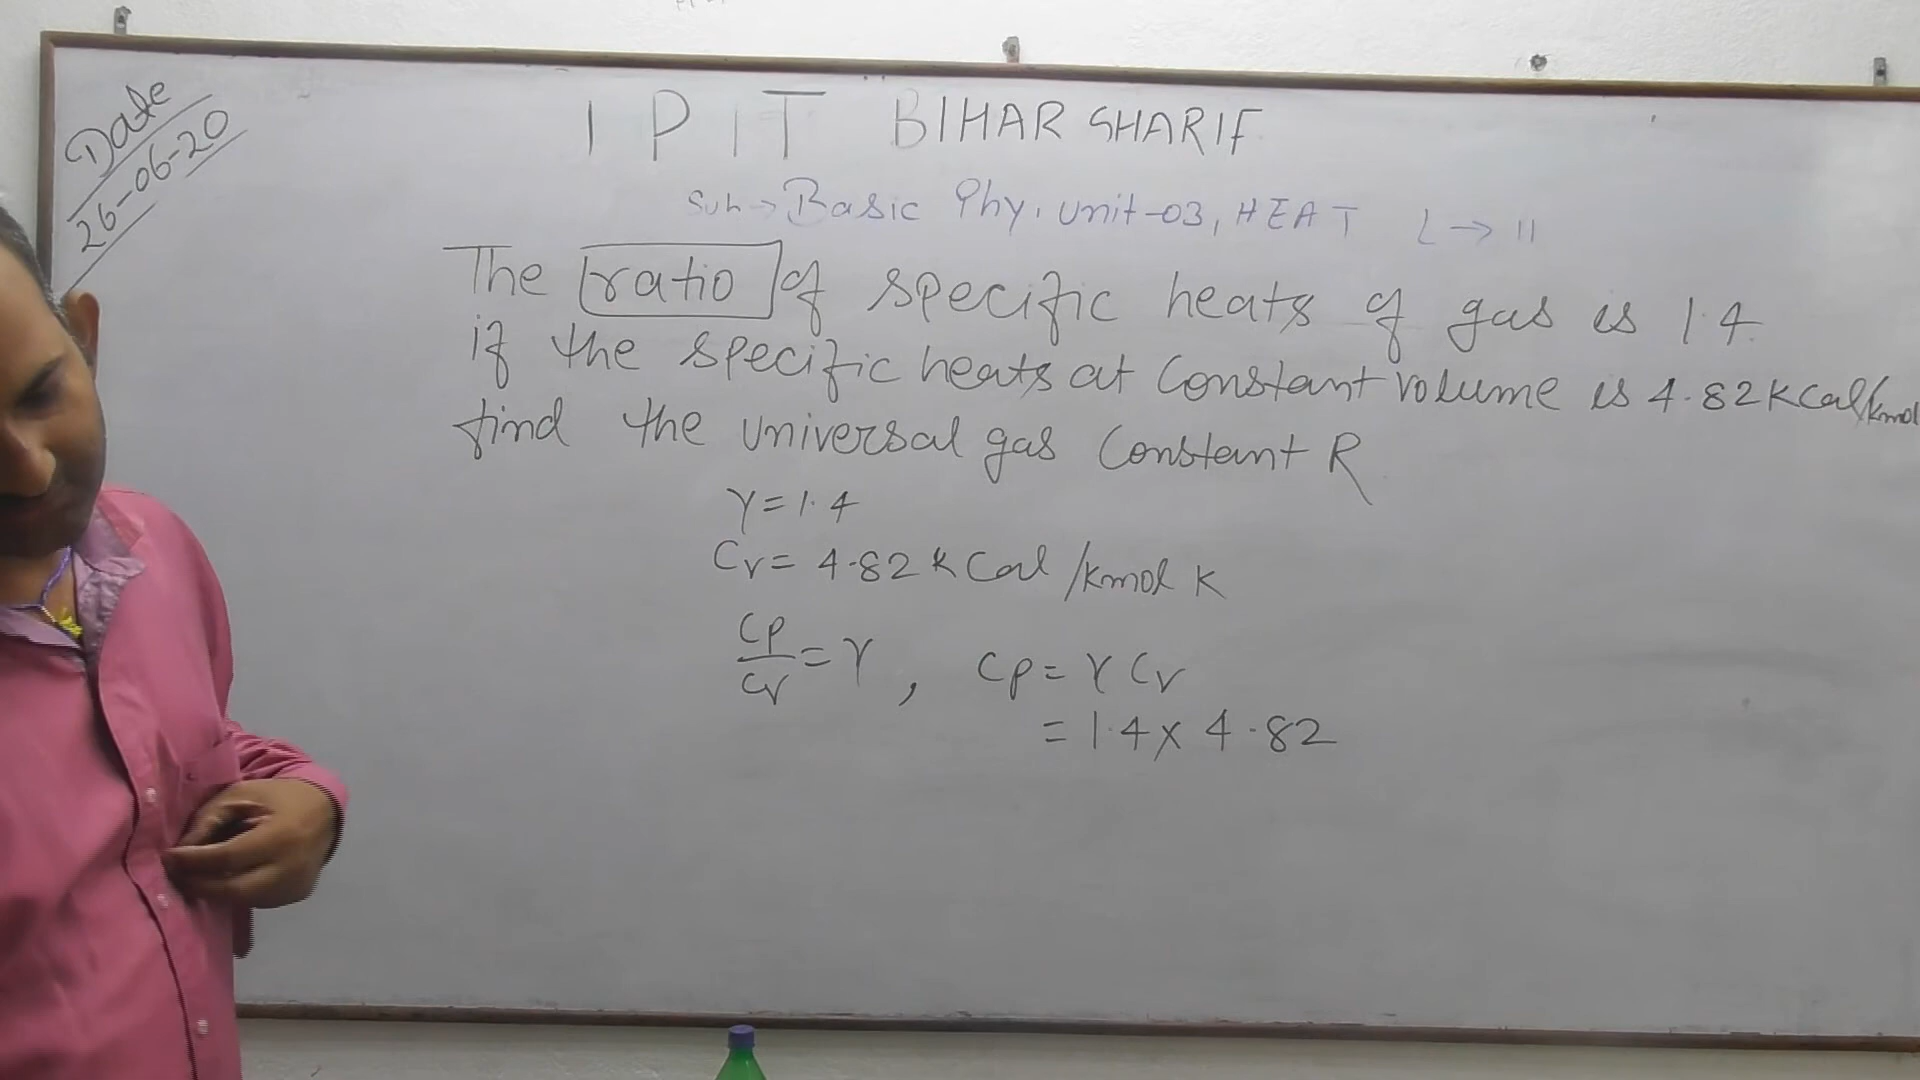 Date
26-06-20
IPIT BIHAR SHARIF
Sub → Basic Phy, Unit-03, HEAT L → 11
The ratio of specific heats of gas is 1.4
if the specific heats at Constant volume is 4.82 KCal/kmol
find the universal gas Constant R
γ = 1.4
Cv = 4.82 k Cal / kmol K
Cp/Cv = γ , Cp = γ Cv
= 1.4 x 4.82